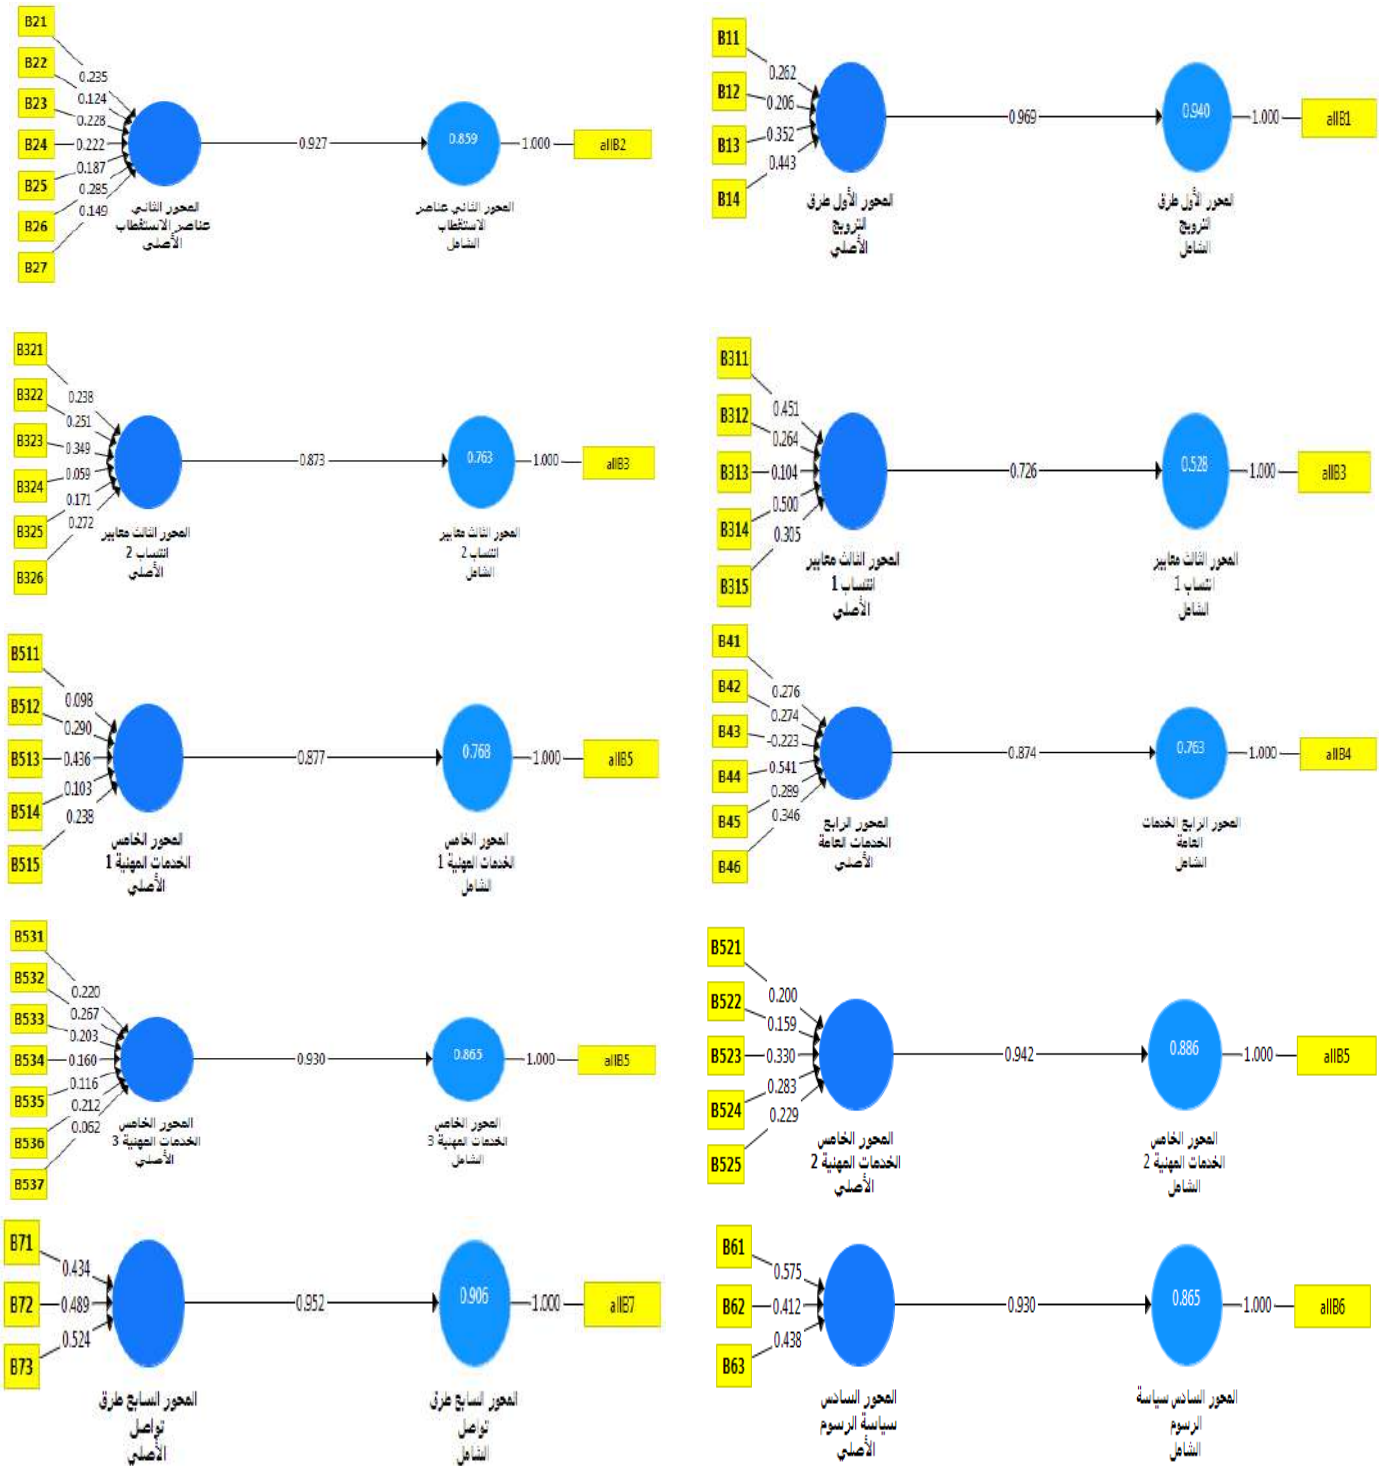 B11
B12
B13
B14
0.262
0.206
0.352
0.443
0.969
0.940
1.000
allB1
المحور الأول طرق
الترويج
الأصلي
المحور الأول طرق
الترويج
الشامل
B21
B22
B23
B24
B25
B26
B27
0.235
0.124
0.228
0.222
0.187
0.285
0.149
0.927
0.859
1.000
allB2
المحور الثاني
عناصر الاستقطاب
الأصلي
المحور الثاني عناصر
الاستقطاب
الشامل
B311
B312
B313
B314
B315
0.451
0.264
0.104
0.500
0.305
0.726
0.528
1.000
allB3
المحور الثالث معايير
انتساب 1
الأصلي
المحور الثالث معايير
انتساب 1
الشامل
B321
B322
B323
B324
B325
B326
0.238
0.251
0.349
0.059
0.171
0.272
0.873
0.763
1.000
allB3
المحور الثالث معايير
انتساب 2
الأصلي
المحور الثالث معايير
انتساب 2
الشامل
B41
B42
B43
B44
B45
B46
0.276
0.274
-0.223
0.541
0.289
0.346
0.874
0.763
1.000
allB4
المحور الرابع
الخدمات العامة
الأصلي
المحور الرابع الخدمات
العامة
الشامل
B511
B512
B513
B514
B515
0.098
0.290
0.436
0.103
0.238
0.877
0.768
1.000
allB5
المحور الخامس
الخدمات المهنية 1
الأصلي
المحور الخامس
الخدمات المهنية 1
الشامل
B521
B522
B523
B524
B525
0.200
0.159
0.330
0.283
0.229
0.942
0.886
1.000
allB5
المحور الخامس
الخدمات المهنية 2
الأصلي
المحور الخامس
الخدمات المهنية 2
الشامل
B531
B532
B533
B534
B535
B536
B537
0.220
0.267
0.203
0.160
0.116
0.212
0.062
0.930
0.865
1.000
allB5
المحور الخامس
الخدمات المهنية 3
الأصلي
المحور الخامس
الخدمات المهنية 3
الشامل
B61
B62
B63
0.575
0.412
0.438
0.930
0.865
1.000
allB6
المحور السادس
سياسة الرسوم
الأصلي
المحور السادس سياسة
الرسوم
الشامل
B71
B72
B73
0.434
0.489
0.524
0.952
0.906
1.000
allB7
المحور السابع طرق
تواصل
الأصلي
المحور السابع طرق
تواصل
الشامل